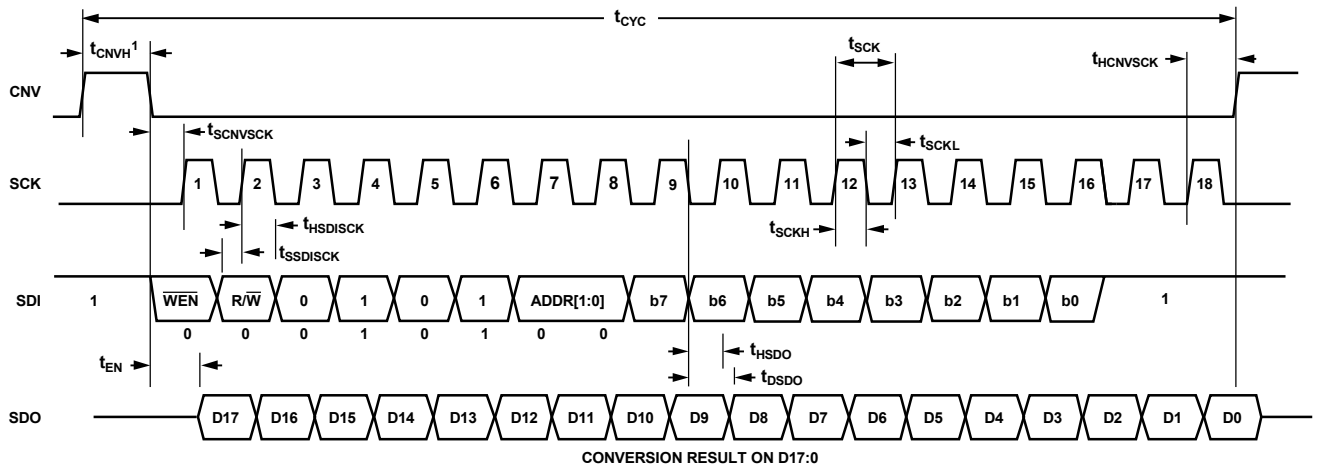 tCYC
tCNVH1 tSCK tHCNVSCK
CNV
tSCNVSCK tSCKL
SCK 1 2 3 4 5 6 7 8 9 10 11 12 13 14 15 16 17 18
tHSDISCK tSCKH
tSSDISCK
SDI 1 WEN R/W 0 1 0 1 ADDR[1:0] b7 b6 b5 b4 b3 b2 b1 b0 1
0 0 0 1 0 1 0 0
tEN tHSDO
tDSDO
SDO D17 D16 D15 D14 D13 D12 D11 D10 D9 D8 D7 D6 D5 D4 D3 D2 D1 D0
CONVERSION RESULT ON D17:0